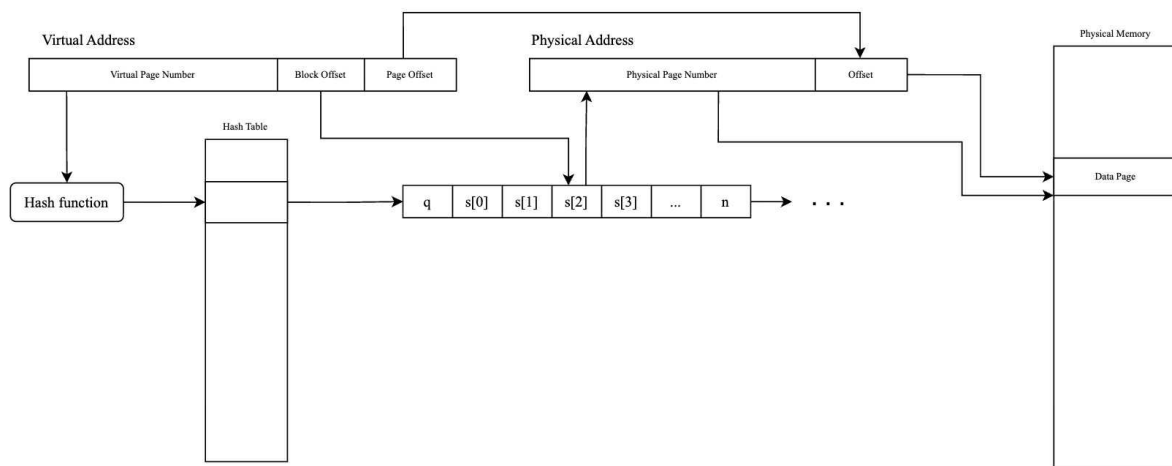 Virtual Address
Physical Address
Physical Memory
Virtual Page Number
Block Offset
Page Offset
Physical Page Number
Offset
Hash Table
Data Page
Hash function
q
s[0]
s[1]
s[2]
s[3]
...
n
. . .